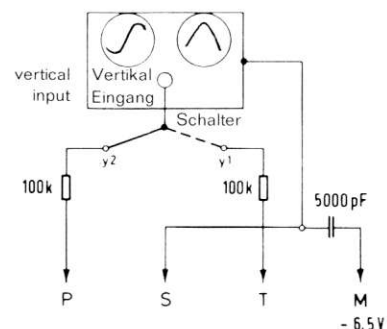 vertical
input
Vertikal
Eingang
Schalter
y2
y1
100k
100k
5000pF
P
S
T
M
- 6.5V